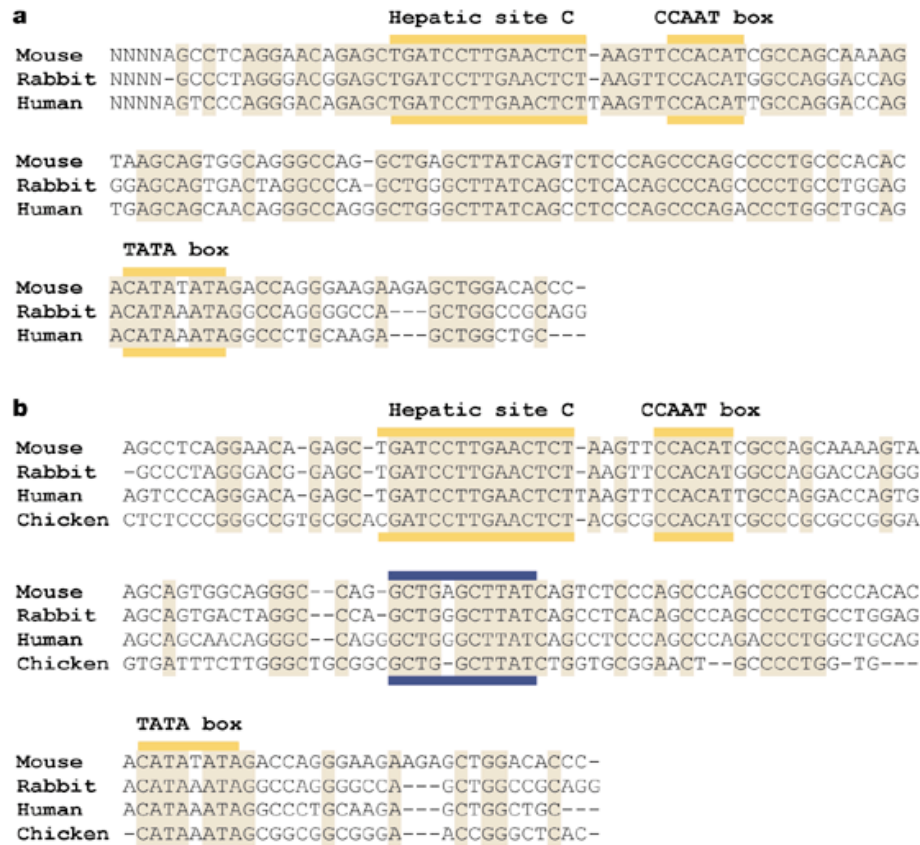 a
Hepatic site C CCAAT box
Mouse NNNNAGCCTCAGGAACAGAGCTGATCCTTGAACTCT-AAGTTCCACATCGCCAGCAAAAG
Rabbit NNNN-GCCCTAGGGACGGAGCTGATCCTTGAACTCT-AAGTTCCACATGGCCAGGACCAG
Human NNNNAGTCCCAGGGACAGAGCTGATCCTTGAACTCTTAAGTTCCACATTGCCAGGACCAG
Mouse TAAGCAGTGGCAGGGCCAG-GCTGAGCTTATCAGTCTCCCAGCCCAGCCCCTGCCCACAC
Rabbit GGAGCAGTGACTAGGCCCA-GCTGGGCTTATCAGCCTCACAGCCCAGCCCCTGCCTGGAG
Human TGAGCAGCAACAGGGCCAGGGCTGGGCTTATCAGCCTCCCAGCCCAGACCCTGGCTGCAG
TATA box
Mouse ACATATATAGACCAGGGAAGAAGAGCTGGACACCC-
Rabbit ACATAAATAGGCCAGGGGCCA---GCTGGCCGCAGG
Human ACATAAATAGGCCCTGCAAGA---GCTGGCTGC---
b
Hepatic site C CCAAT box
Mouse AGCCTCAGGAACA-GAGC-TGATCCTTGAACTCT-AAGTTCCACATCGCCAGCAAAAGTA
Rabbit -GCCCTAGGGACG-GAGC-TGATCCTTGAACTCT-AAGTTCCACATGGCCAGGACCAGGG
Human AGTCCCAGGGACA-GAGC-TGATCCTTGAACTCTTAAGTTCCACATTGCCAGGACCAGTG
Chicken CTCTCCCGGGCCGTGCGCACGATCCTTGAACTCT-ACGCGCCACATCGCCCGCGCCGGGA
Mouse AGCAGTGGCAGGGC--CAG-GCTGAGCTTATCAGTCTCCCAGCCCAGCCCCTGCCCACAC
Rabbit AGCAGTGACTAGGC--CCA-GCTGGGCTTATCAGCCTCACAGCCCAGCCCCTGCCTGGAG
Human AGCAGCAACAGGGC--CAGGGCTGGGCTTATCAGCCTCCCAGCCCAGACCCTGGCTGCAG
Chicken GTGATTTCTTGGGCTGCGGCGCTG-GCTTATCTGGTGCGGAACT--GCCCCTGG-TG---
TATA box
Mouse ACATATATAGACCAGGGAAGAAGAGCTGGACACCC-
Rabbit ACATAAATAGGCCAGGGGCCA---GCTGGCCGCAGG
Human ACATAAATAGGCCCTGCAAGA---GCTGGCTGC---
Chicken -CATAAATAGCGGCGGCGGGA---ACCGGGCTCAC-